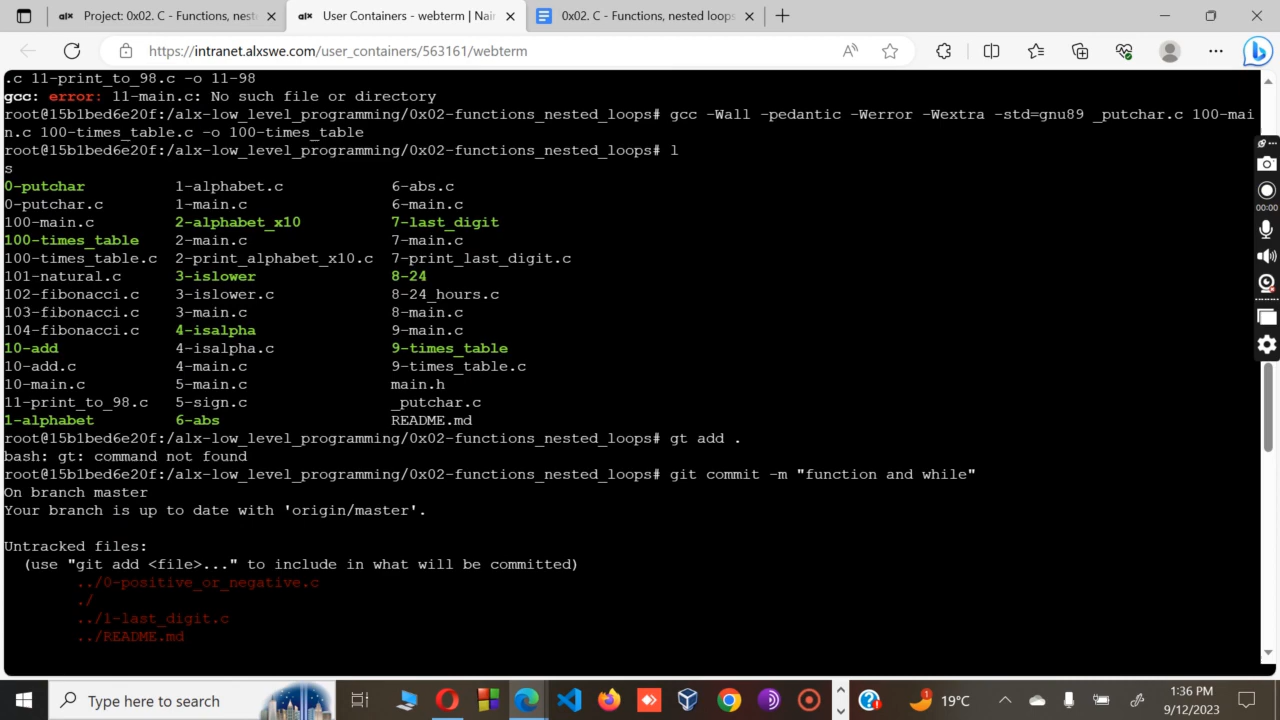 Project: 0x02. C - Functions, nest
User Containers - webterm | Nair
0x02. C - Functions, nested loops
https://intranet.alxswe.com/user_containers/563161/webterm
.c 11-print_to_98.c -o 11-98
gcc: error: 11-main.c: No such file or directory
root@15b1bed6e20f:/alx-low_level_programming/0x02-functions_nested_loops# gcc -Wall -pedantic -Werror -Wextra -std=gnu89 _putchar.c 100-mai
n.c 100-times_table.c -o 100-times_table
root@15b1bed6e20f:/alx-low_level_programming/0x02-functions_nested_loops# l
s
0-putchar 1-alphabet.c 6-abs.c
0-putchar.c 1-main.c 6-main.c
100-main.c 2-alphabet_x10 7-last_digit
100-times_table 2-main.c 7-main.c
100-times_table.c 2-print_alphabet_x10.c 7-print_last_digit.c
101-natural.c 3-islower 8-24
102-fibonacci.c 3-islower.c 8-24_hours.c
103-fibonacci.c 3-main.c 8-main.c
104-fibonacci.c 4-isalpha 9-main.c
10-add 4-isalpha.c 9-times_table
10-add.c 4-main.c 9-times_table.c
10-main.c 5-main.c main.h
11-print_to_98.c 5-sign.c _putchar.c
1-alphabet 6-abs README.md
root@15b1bed6e20f:/alx-low_level_programming/0x02-functions_nested_loops# gt add .
bash: gt: command not found
root@15b1bed6e20f:/alx-low_level_programming/0x02-functions_nested_loops# git commit -m "function and while"
On branch master
Your branch is up to date with 'origin/master'.
Untracked files:
(use "git add <file>..." to include in what will be committed)
../0-positive_or_negative.c
./
../1-last_digit.c
../README.md
00:00
Type here to search
1
19°C
1:36 PM
9/12/2023